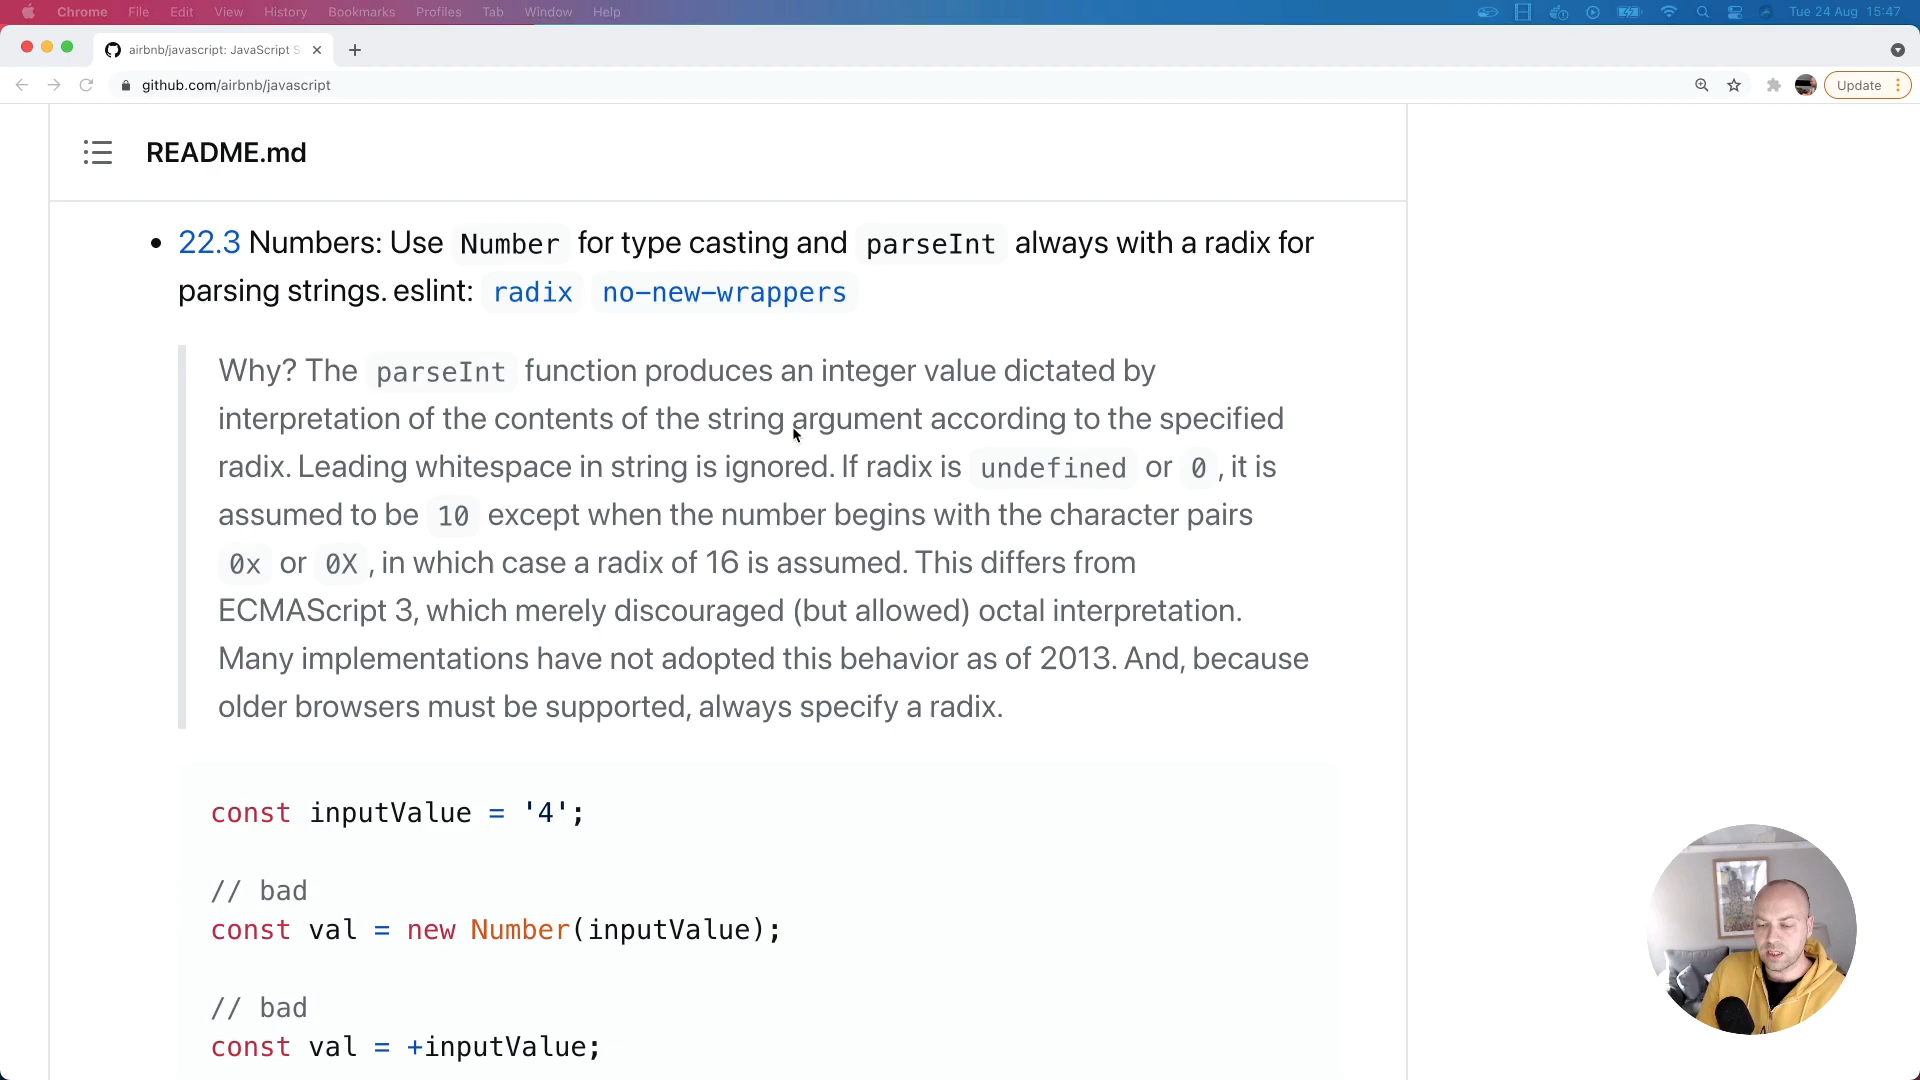 Chrome File Edit View History Bookmarks Profiles Tab Window Help Tue 24 Aug 15:47
airbnb/javascript: JavaScript S
github.com/airbnb/javascript Update
README.md
• 22.3 Numbers: Use Number for type casting and parseInt always with a radix for
parsing strings. eslint: radix no-new-wrappers
Why? The parseInt function produces an integer value dictated by
interpretation of the contents of the string argument according to the specified
radix. Leading whitespace in string is ignored. If radix is undefined or 0 , it is
assumed to be 10 except when the number begins with the character pairs
0x or 0X , in which case a radix of 16 is assumed. This differs from
ECMAScript 3, which merely discouraged (but allowed) octal interpretation.
Many implementations have not adopted this behavior as of 2013. And, because
older browsers must be supported, always specify a radix.
const inputValue = '4';
// bad
const val = new Number(inputValue);
// bad
const val = +inputValue;